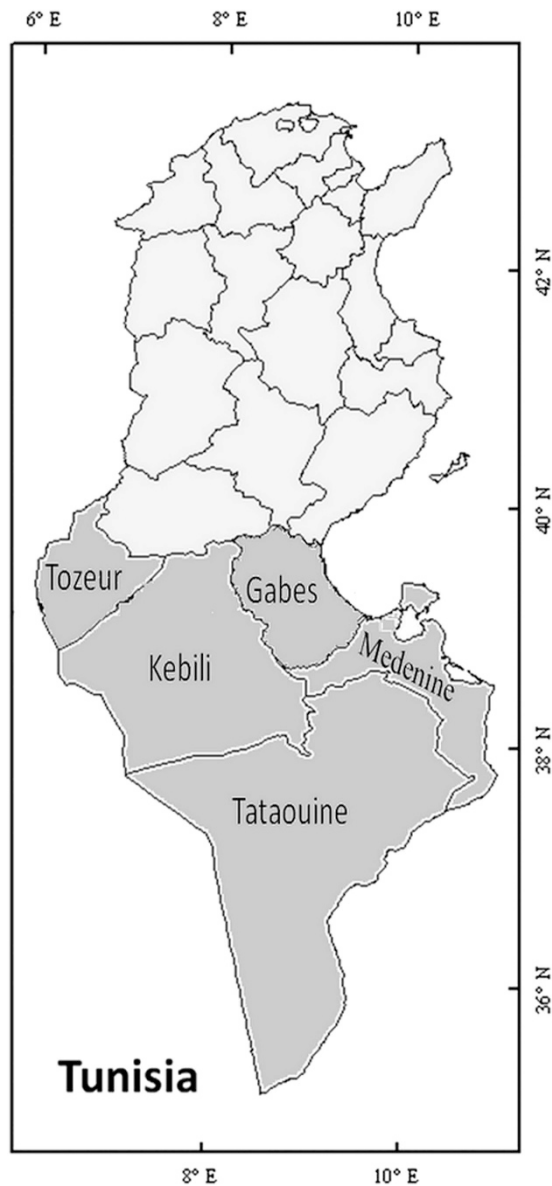 6° E 8° E 10° E
42° N
40° N
Tozeur
Gabes
Kebili
Medenine
38° N
Tataouine
36° N
Tunisia
8° E 10° E